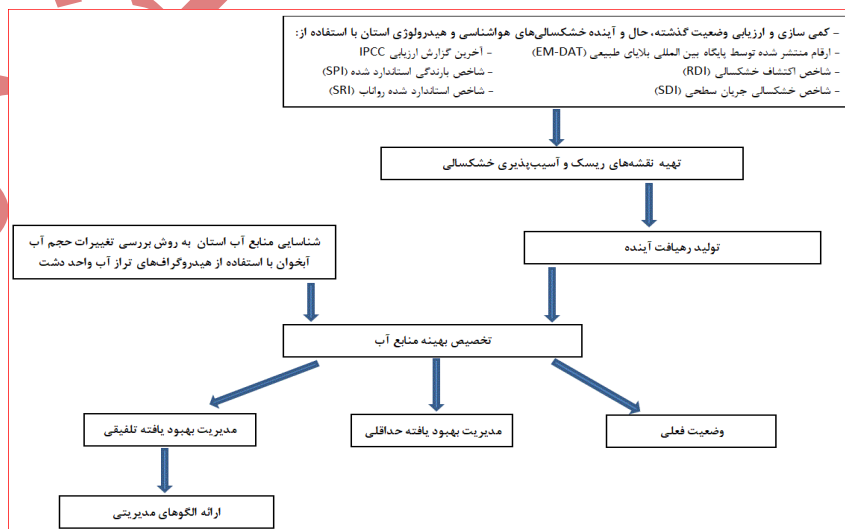 - کمی سازی و ارزیابی وضعیت گذشته، حال و آینده خشکسالی‌های هواشناسی و هیدرولوژی استان با استفاده از:
- ارقام منتشر شده توسط پایگاه بین المللی بلایای طبیعی (EM-DAT) - آخرین گزارش ارزیابی IPCC
- شاخص اکتشاف خشکسالی (RDI) - شاخص بارندگی استاندارد شده (SPI)
- شاخص خشکسالی جریان سطحی (SDI) - شاخص استاندارد شده رواناب (SRI)
تهیه نقشه‌های ریسک و آسیب‌پذیری خشکسالی
تولید رهیافت آینده
شناسایی منابع آب استان به روش بررسی تغییرات حجم آب
آبخوان با استفاده از هیدروگراف‌های تراز آب واحد دشت
تخصیص بهینه منابع آب
وضعیت فعلی
مدیریت بهبود یافته حداقلی
مدیریت بهبود یافته تلفیقی
ارائه الگوهای مدیریتی